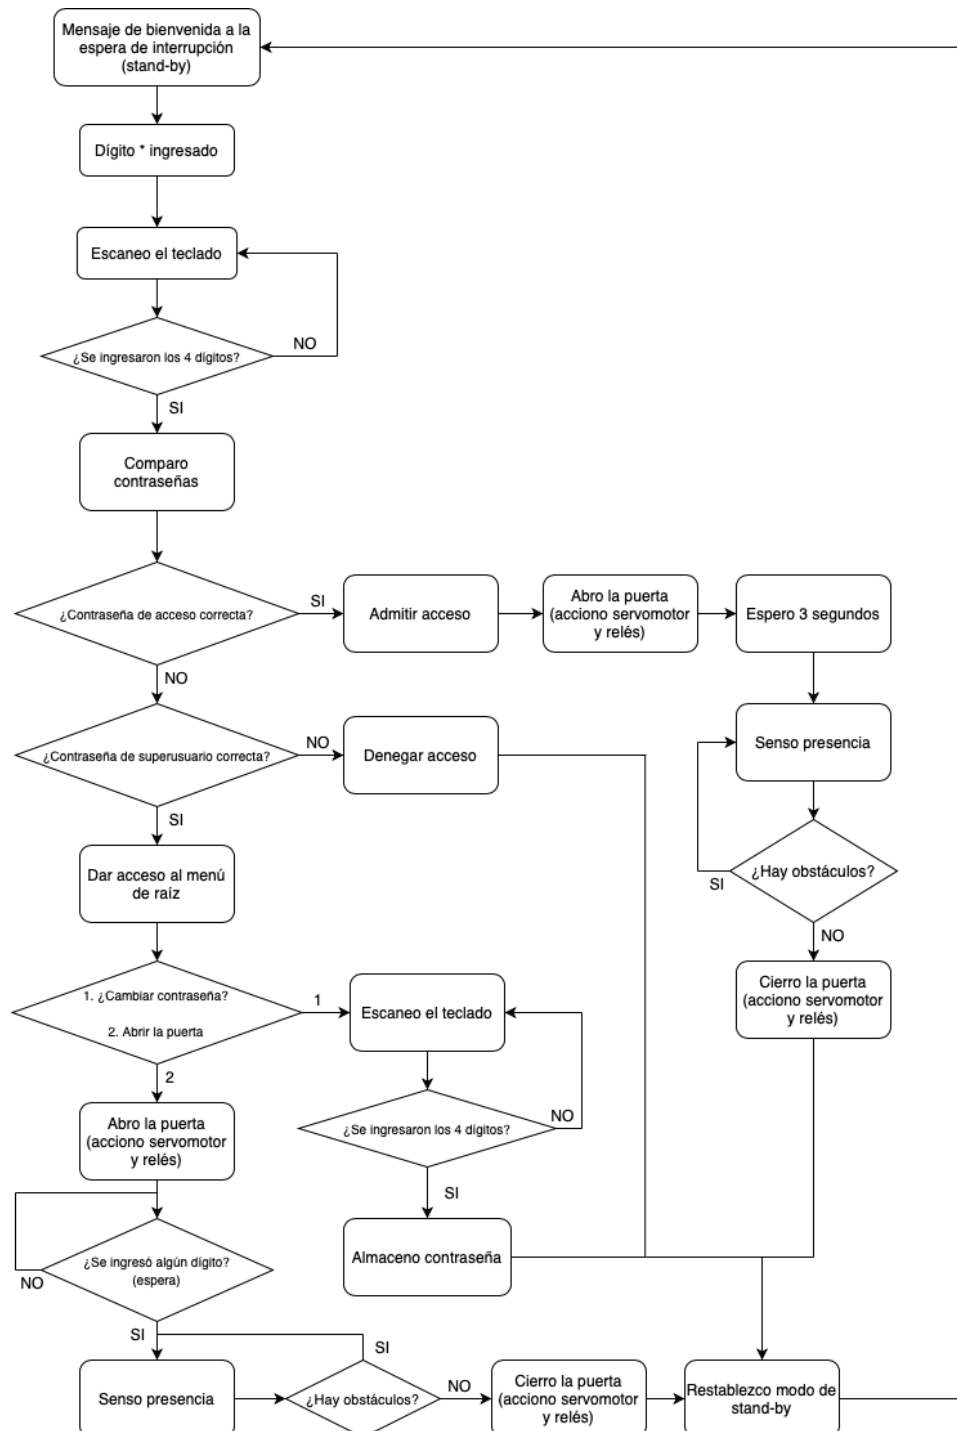 Mensaje de bienvenida a la
espera de interrupción
(stand-by)
Dígito * ingresado
Escaneo el teclado
¿Se ingresaron los 4 dígitos?
NO
SI
Comparo
contraseñas
¿Contraseña de acceso correcta?
SI
Admitir acceso
Abro la puerta
(acciono servomotor
y relés)
Espero 3 segundos
NO
Senso presencia
¿Contraseña de superusuario correcta?
NO
Denegar acceso
SI
¿Hay obstáculos?
SI
NO
Dar acceso al menú
de raíz
Cierro la puerta
(acciono servomotor
y relés)
1. ¿Cambiar contraseña?
2. Abrir la puerta
1
Escaneo el teclado
2
¿Se ingresaron los 4 dígitos?
NO
SI
Abro la puerta
(acciono servomotor
y relés)
Almaceno contraseña
¿Se ingresó algún dígito?
(espera)
NO
SI
Senso presencia
¿Hay obstáculos?
SI
NO
Cierro la puerta
(acciono servomotor
y relés)
Restablezco modo de
stand-by